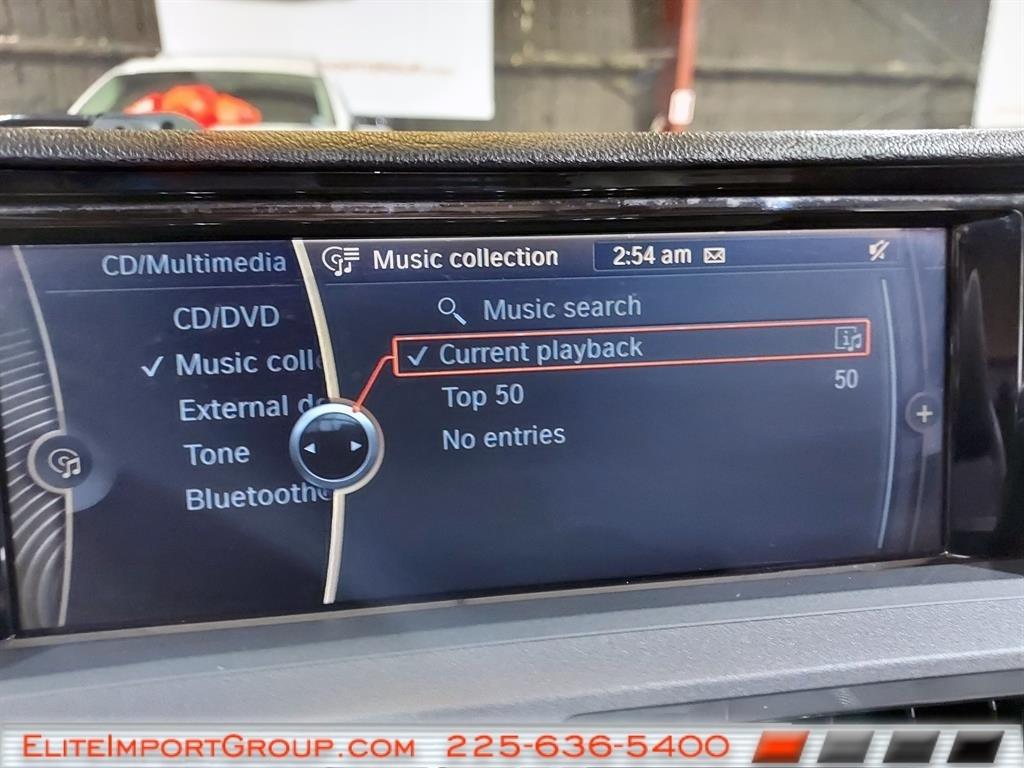 CD/Multimedia
CD/DVD
Music coll
External d
Tone
Bluetooth
Music collection
2:54 am
Music search
Current playback
Top 50
50
No entries
EliteImportGroup.com 225-636-5400